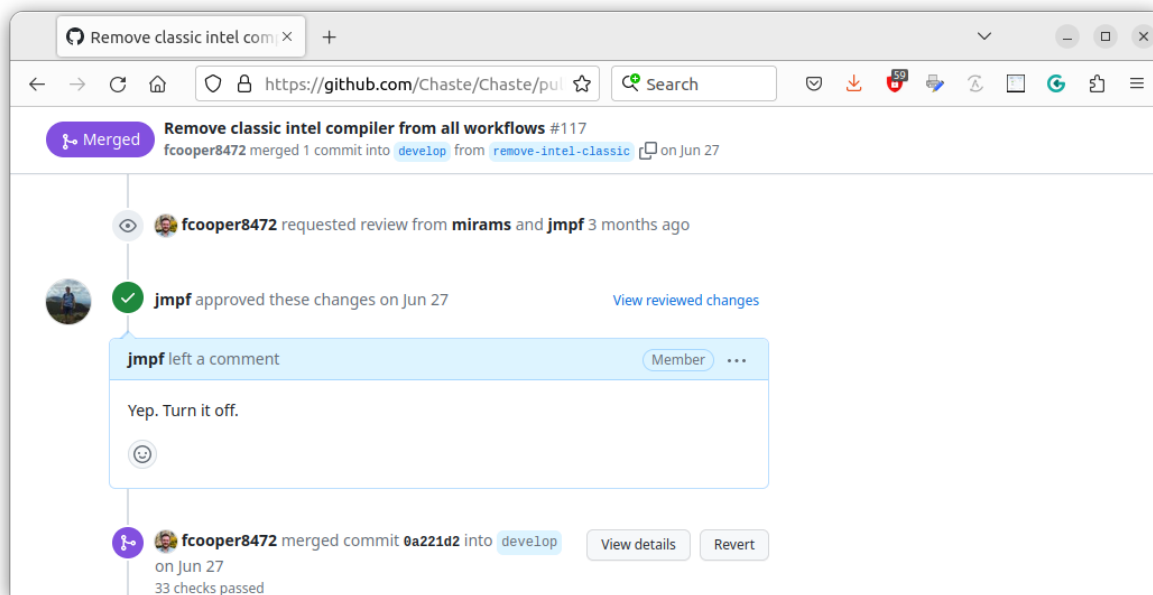 Remove classic intel com
https://github.com/Chaste/Chaste/pul
Search
59
Merged
Remove classic intel compiler from all workflows #117
fcooper8472 merged 1 commit into develop from remove-intel-classic on Jun 27
fcooper8472 requested review from mirams and jmpf 3 months ago
jmpf approved these changes on Jun 27
View reviewed changes
jmpf left a comment
Member
Yep. Turn it off.
fcooper8472 merged commit 0a221d2 into develop
View details
Revert
on Jun 27
33 checks passed